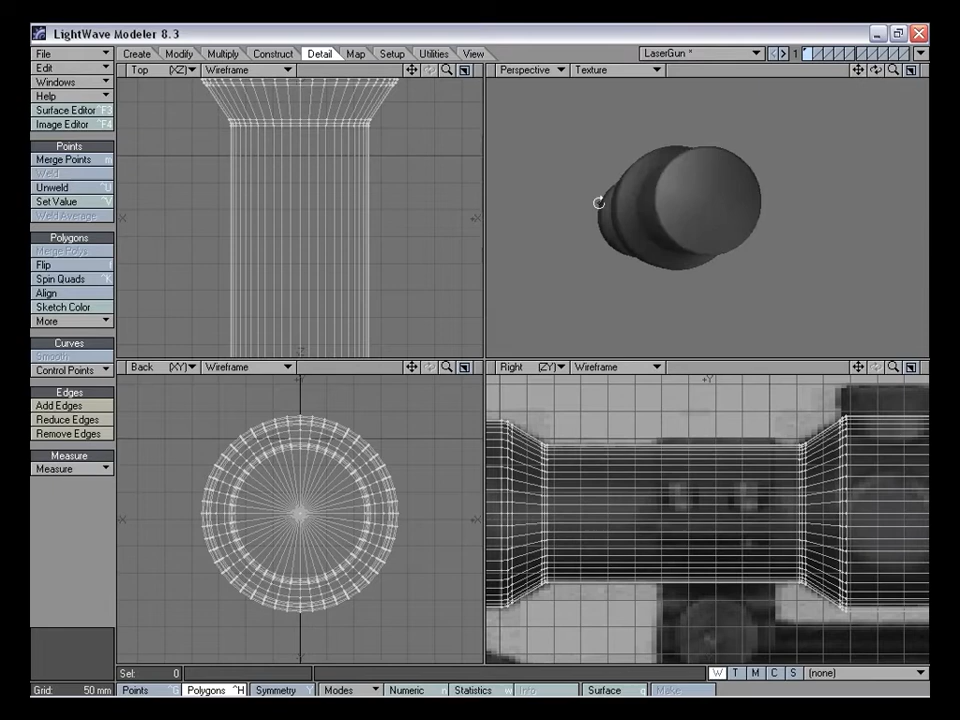 LightWave Modeler 8.3
File
Create Modify Multiply Construct Detail Map Setup Utilities View
LaserGun *
1
Edit
Windows
Help
Surface Editor ^F3
Image Editor ^F4
Top (XZ) Wireframe
Perspective Texture
Points
Merge Points m
Weld
Unweld ^U
Set Value ^V
Weld Average
Polygons
Merge Polys
Flip f
Spin Quads ^K
Align
Sketch Color
More
Curves
Smooth
Control Points
Edges
Add Edges
Reduce Edges
Remove Edges
Measure
Measure
Back (XY) Wireframe
Right (ZY) Wireframe
Sel: 0
W T M C S (none)
Grid: 50 mm
Points ^G
Polygons ^H
Symmetry Y
Modes
Numeric n
Statistics w
Info
Surface q
Make